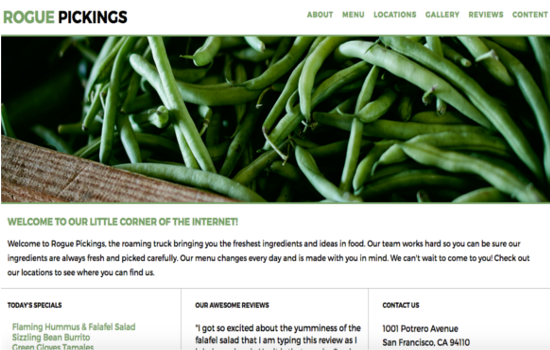 ROGUE PICKINGS
ABOUT MENU LOCATIONS GALLERY REVIEWS CONTENT
WELCOME TO OUR LITTLE CORNER OF THE INTERNET!
Welcome to Rogue Pickings, the roaming truck bringing you the freshest ingredients and ideas in food. Our team works hard so you can be sure our
ingredients are always fresh and picked carefully. Our menu changes every day and is made with you in mind. We can't wait to come to you! Check out
our locations to see where you can find us.
TODAY'S SPECIALS
Flaming Hummus & Falafel Salad
Sizzling Bean Burrito
Green Gloves Tamales
OUR AWESOME REVIEWS
"I got so excited about the yumminess of the
falafel salad that I am typing this review as I
CONTACT US
1001 Potrero Avenue
San Francisco, CA 94110